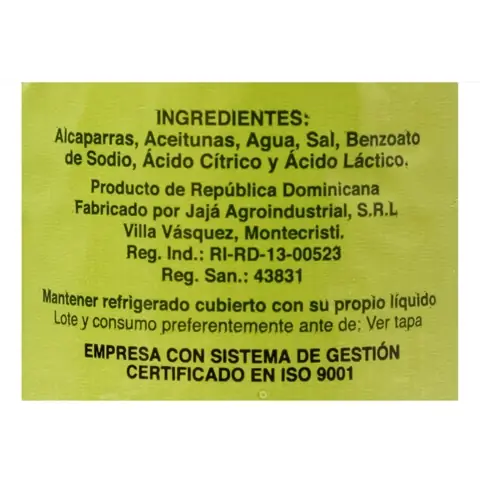 INGREDIENTES:
Alcaparras, Aceitunas, Agua, Sal, Benzoato
de Sodio, Ácido Cítrico y Ácido Láctico.
Producto de República Dominicana
Fabricado por Jajá Agroindustrial, S.R.L
Villa Vásquez, Montecristi.
Reg. Ind.: RI-RD-13-00523
Reg. San.: 43831
Mantener refrigerado cubierto con su propio líquido
Lote y consumo preferentemente ante de: Ver tapa
EMPRESA CON SISTEMA DE GESTIÓN
CERTIFICADO EN ISO 9001